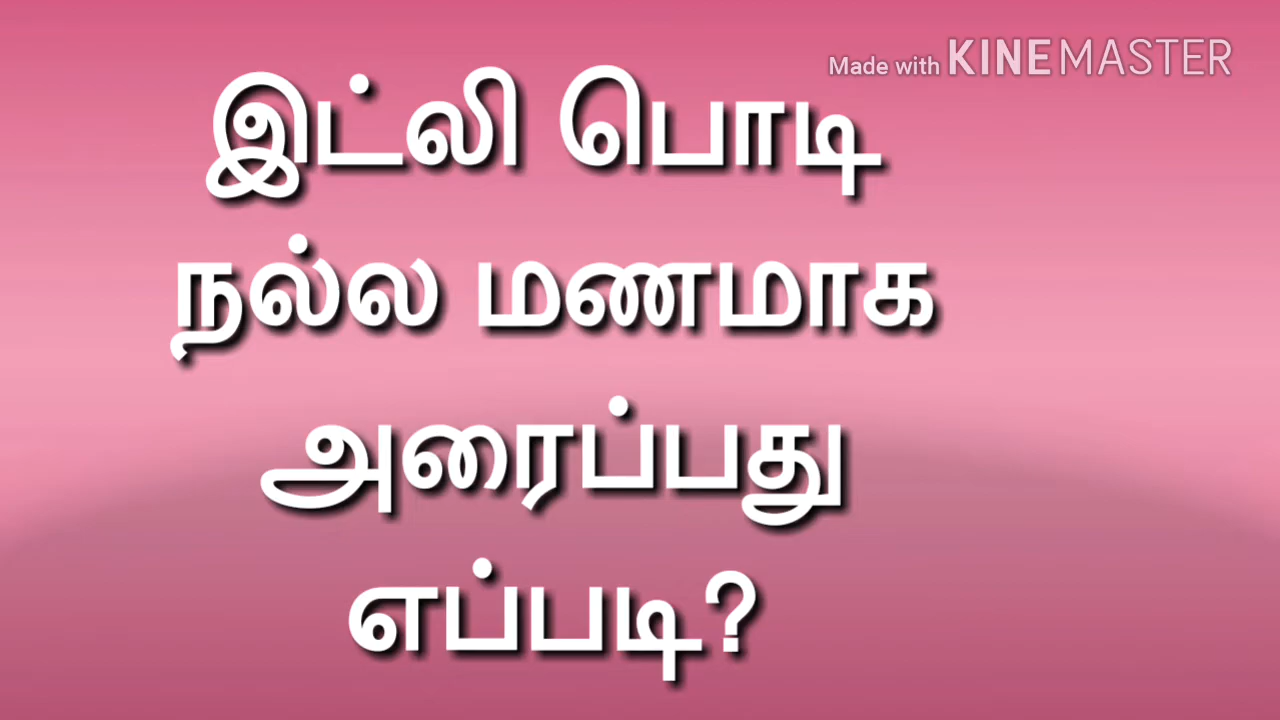 Made with KINEMASTER
இட்லி பொடி
நல்ல மணமாக
அரைப்பது
எப்படி?